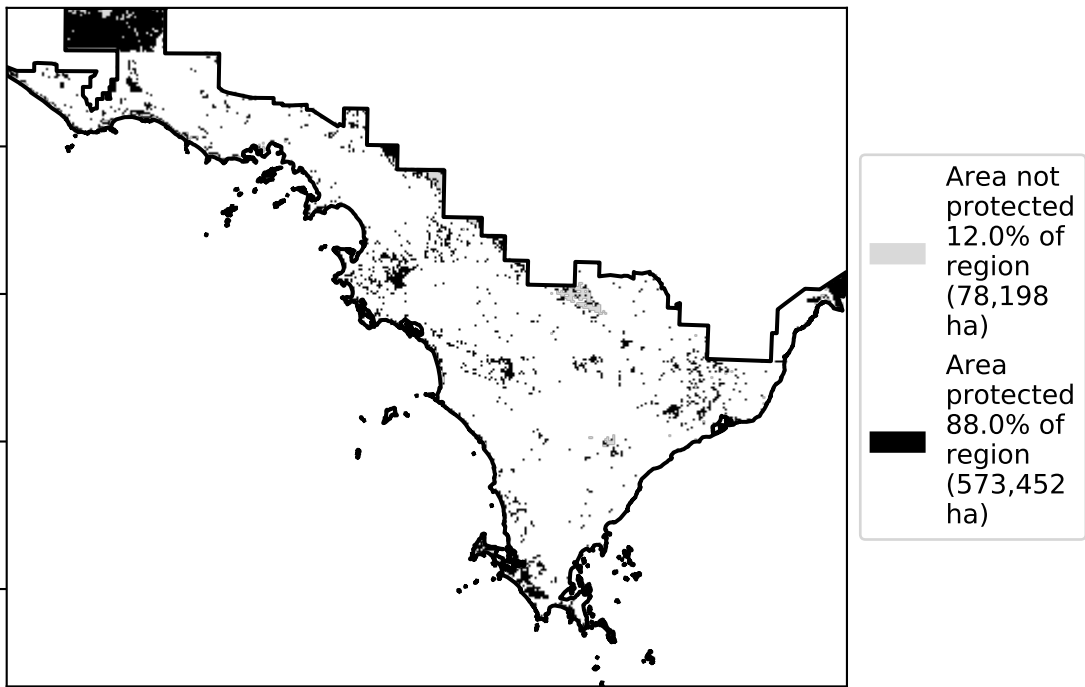 Area not
protected
12.0% of
region
(78,198
ha)
Area
protected
88.0% of
region
(573,452
ha)